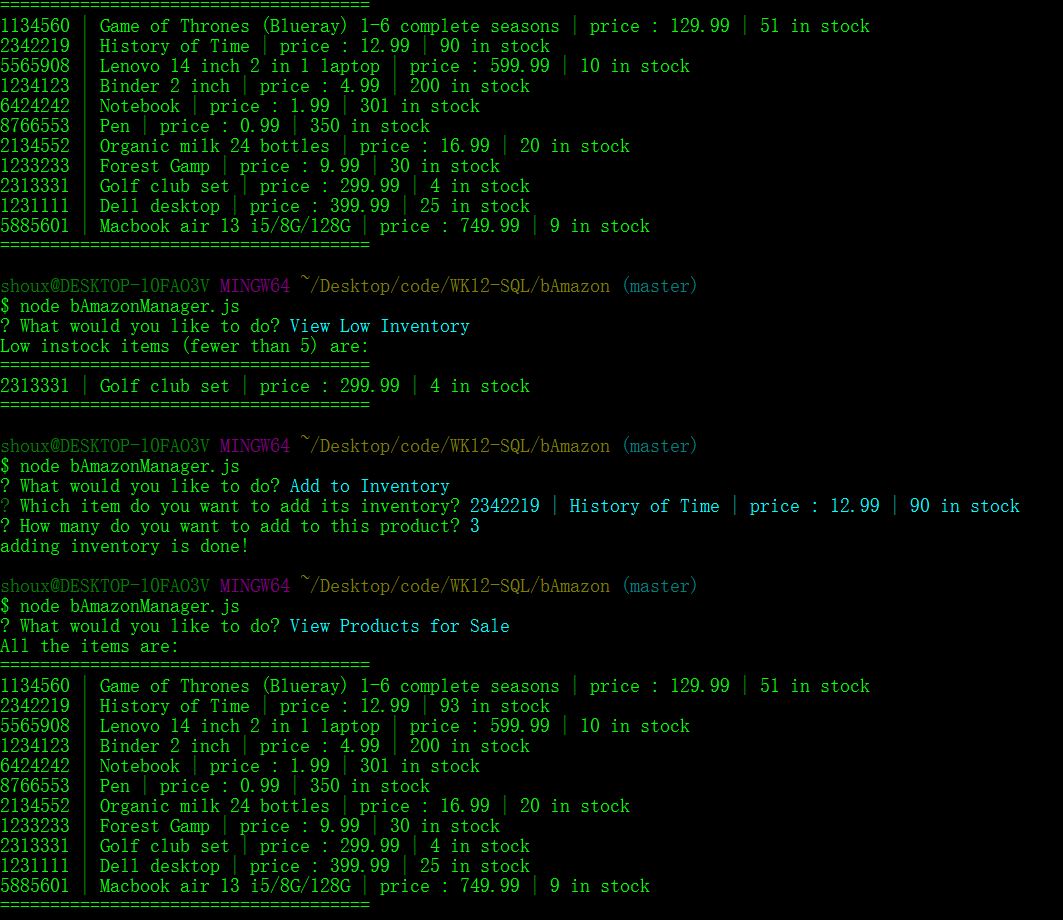 =====================================
1134560 | Game of Thrones (Blueray) 1-6 complete seasons | price : 129.99 | 51 in stock
2342219 | History of Time | price : 12.99 | 90 in stock
5565908 | Lenovo 14 inch 2 in 1 laptop | price : 599.99 | 10 in stock
1234123 | Binder 2 inch | price : 4.99 | 200 in stock
6424242 | Notebook | price : 1.99 | 301 in stock
8766553 | Pen | price : 0.99 | 350 in stock
2134552 | Organic milk 24 bottles | price : 16.99 | 20 in stock
1233233 | Forest Gamp | price : 9.99 | 30 in stock
2313331 | Golf club set | price : 299.99 | 4 in stock
1231111 | Dell desktop | price : 399.99 | 25 in stock
5885601 | Macbook air 13 i5/8G/128G | price : 749.99 | 9 in stock
=====================================
shoux@DESKTOP-10FAO3V MINGW64 ~/Desktop/code/WK12-SQL/bAmazon (master)
$ node bAmazonManager.js
? What would you like to do? View Low Inventory
Low instock items (fewer than 5) are:
=====================================
2313331 | Golf club set | price : 299.99 | 4 in stock
=====================================
shoux@DESKTOP-10FAO3V MINGW64 ~/Desktop/code/WK12-SQL/bAmazon (master)
$ node bAmazonManager.js
? What would you like to do? Add to Inventory
? Which item do you want to add its inventory? 2342219 | History of Time | price : 12.99 | 90 in stock
? How many do you want to add to this product? 3
adding inventory is done!
shoux@DESKTOP-10FAO3V MINGW64 ~/Desktop/code/WK12-SQL/bAmazon (master)
$ node bAmazonManager.js
? What would you like to do? View Products for Sale
All the items are:
=====================================
1134560 | Game of Thrones (Blueray) 1-6 complete seasons | price : 129.99 | 51 in stock
2342219 | History of Time | price : 12.99 | 93 in stock
5565908 | Lenovo 14 inch 2 in 1 laptop | price : 599.99 | 10 in stock
1234123 | Binder 2 inch | price : 4.99 | 200 in stock
6424242 | Notebook | price : 1.99 | 301 in stock
8766553 | Pen | price : 0.99 | 350 in stock
2134552 | Organic milk 24 bottles | price : 16.99 | 20 in stock
1233233 | Forest Gamp | price : 9.99 | 30 in stock
2313331 | Golf club set | price : 299.99 | 4 in stock
1231111 | Dell desktop | price : 399.99 | 25 in stock
5885601 | Macbook air 13 i5/8G/128G | price : 749.99 | 9 in stock
=====================================